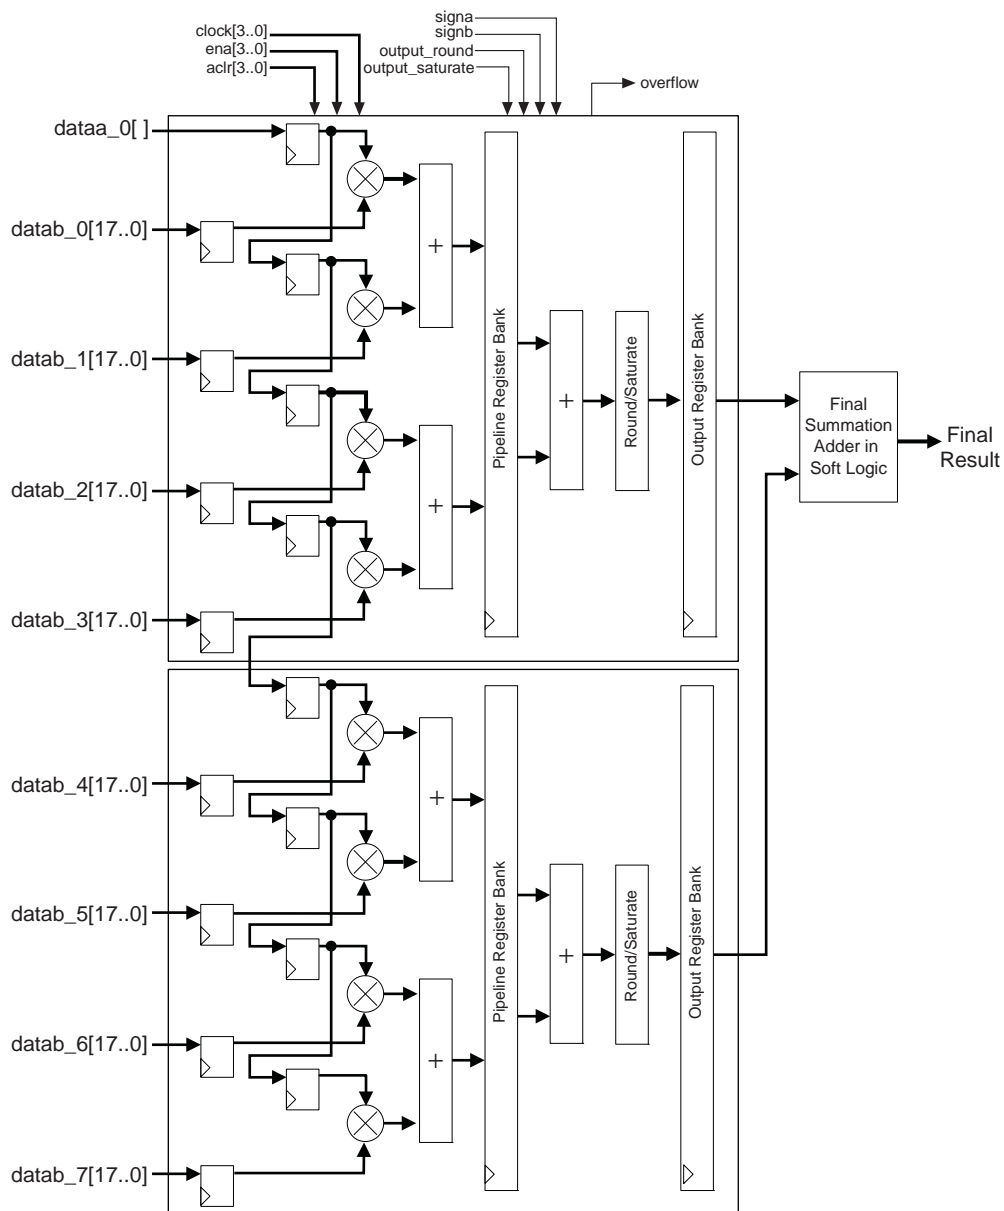 clock[3..0]
ena[3..0]
aclr[3..0]
signa
signb
output_round
output_saturate
overflow
dataa_0[ ]
datab_0[17..0]
datab_1[17..0]
datab_2[17..0]
datab_3[17..0]
+
+
Pipeline Register Bank
+
Round/Saturate
Output Register Bank
Final
Summation
Adder in
Soft Logic
Final
Result
datab_4[17..0]
datab_5[17..0]
datab_6[17..0]
datab_7[17..0]
+
+
Pipeline Register Bank
+
Round/Saturate
Output Register Bank